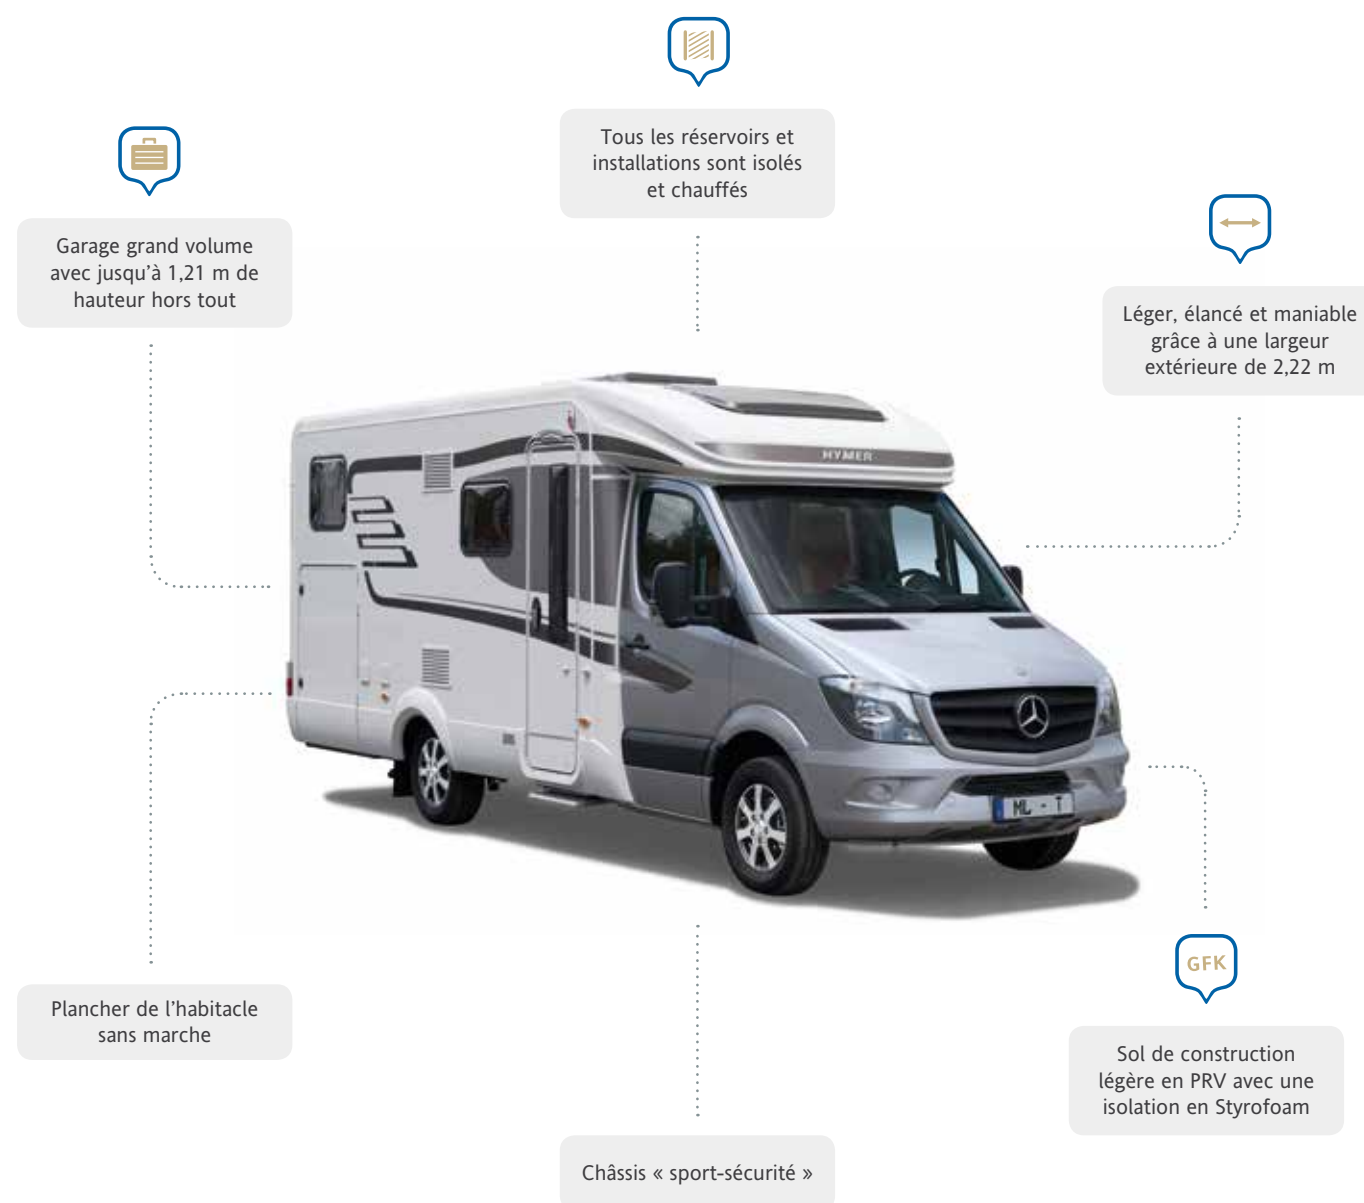 Tous les réservoirs et
installations sont isolés
et chauffés
Garage grand volume
avec jusqu’à 1,21 m de
hauteur hors tout
Léger, élancé et maniable
grâce à une largeur
extérieure de 2,22 m
HYMER
ML - T
GFK
Plancher de l’habitacle
sans marche
Sol de construction
légère en PRV avec une
isolation en Styrofoam
Châssis « sport-sécurité »